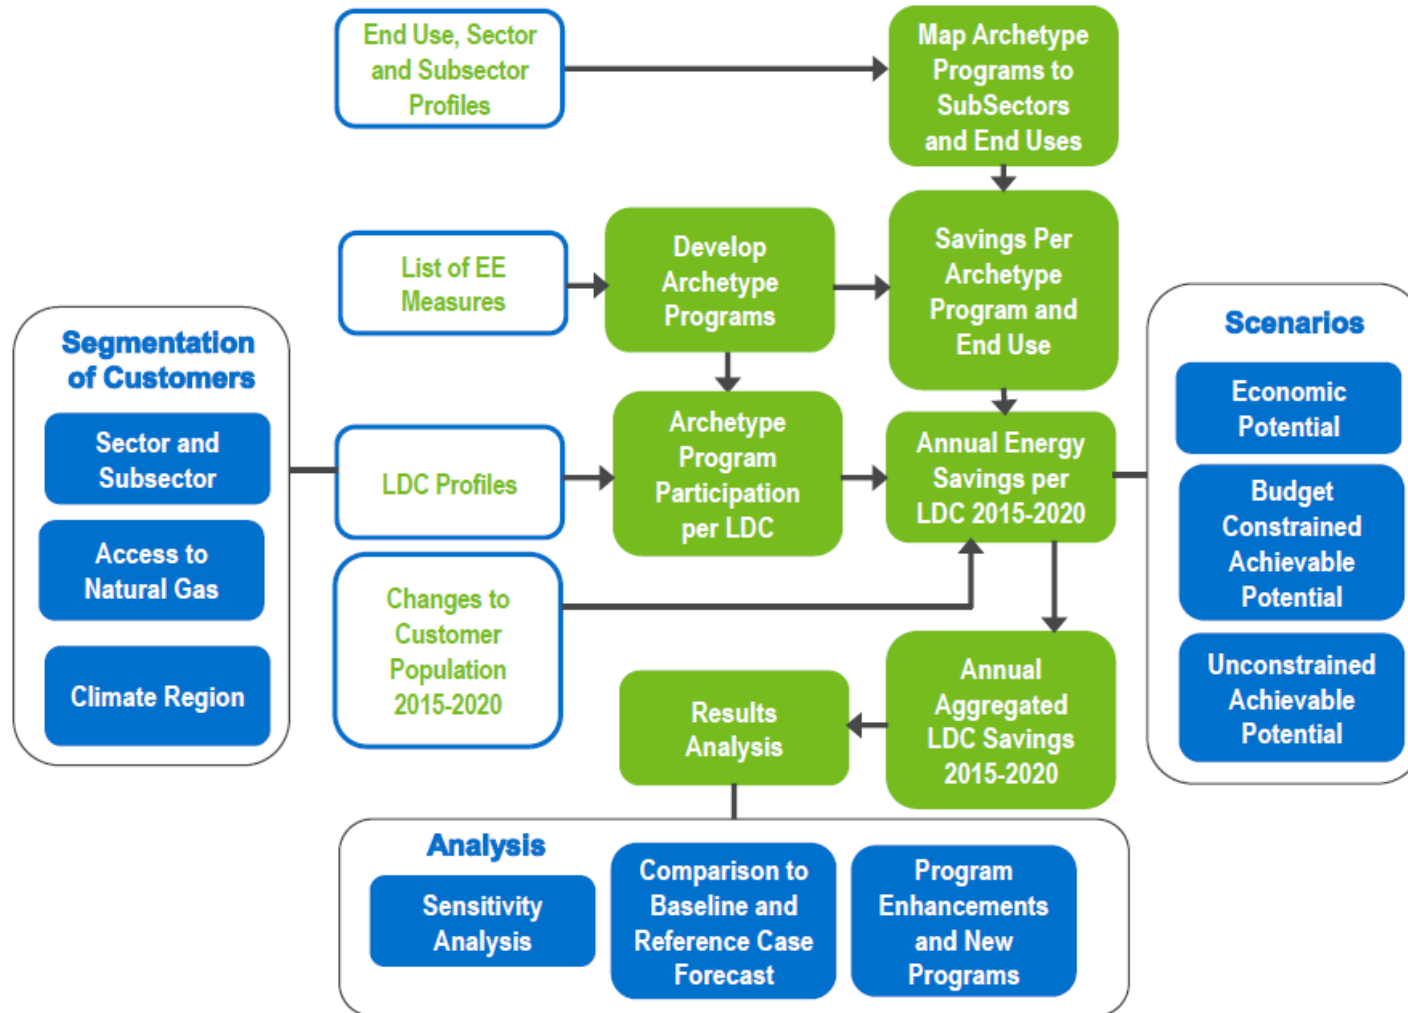 End Use, Sector
and Subsector
Profiles
Map Archetype
Programs to
SubSectors
and End Uses
List of EE
Measures
Develop
Archetype
Programs
Savings Per
Archetype
Program and
End Use
Segmentation
of Customers
Sector and
Subsector
Access to
Natural Gas
Climate Region
LDC Profiles
Archetype
Program
Participation
per LDC
Annual Energy
Savings per
LDC 2015-2020
Scenarios
Economic
Potential
Budget
Constrained
Achievable
Potential
Unconstrained
Achievable
Potential
Changes to
Customer
Population
2015-2020
Results
Analysis
Annual
Aggregated
LDC Savings
2015-2020
Analysis
Sensitivity
Analysis
Comparison to
Baseline and
Reference Case
Forecast
Program
Enhancements
and New
Programs